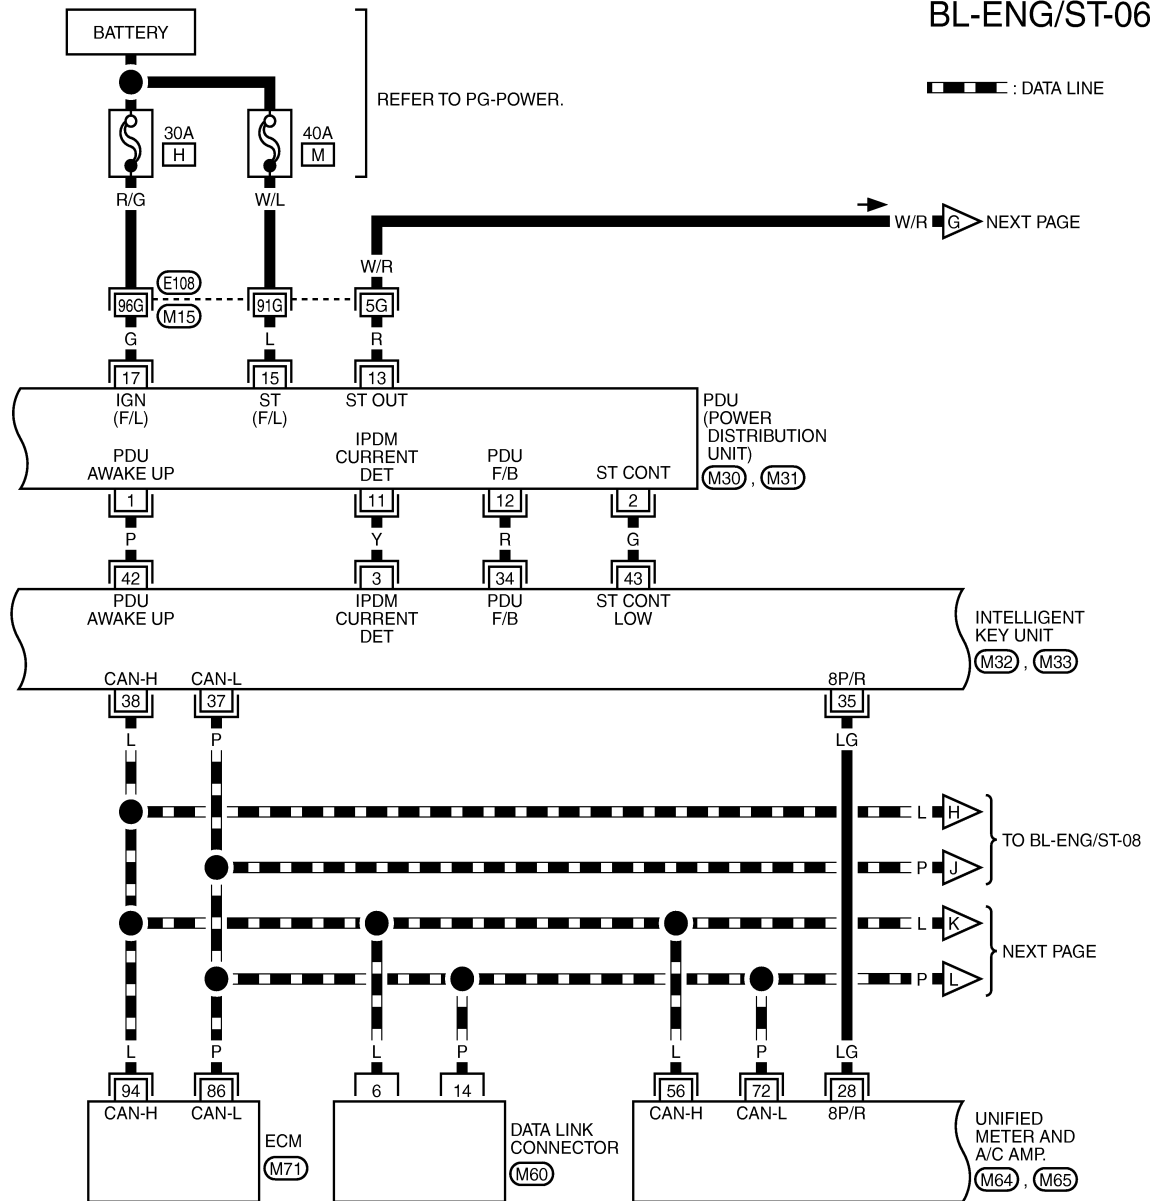 BL-ENG/ST-06
BATTERY
: DATA LINE
REFER TO PG-POWER.
30A
H
40A
M
R/G
W/L
W/R
G
NEXT PAGE
W/R
E108
96G
91G
5G
M15
G
L
R
17
15
13
IGN
(F/L)
ST
(F/L)
ST OUT
PDU
(POWER
DISTRIBUTION
UNIT)
M30 , M31
PDU
AWAKE UP
IPDM
CURRENT
DET
PDU
F/B
ST CONT
1
11
12
2
P
Y
R
G
42
3
34
43
PDU
AWAKE UP
IPDM
CURRENT
DET
PDU
F/B
ST CONT
LOW
INTELLIGENT
KEY UNIT
M32 , M33
CAN-H
CAN-L
8P/R
38
37
35
L
P
LG
L
H
P
J
TO BL-ENG/ST-08
L
K
P
L
NEXT PAGE
L
P
L
P
L
P
LG
94
86
6
14
56
72
28
CAN-H
CAN-L
CAN-H
CAN-L
8P/R
ECM
M71
DATA LINK
CONNECTOR
M60
UNIFIED
METER AND
A/C AMP.
M64 , M65